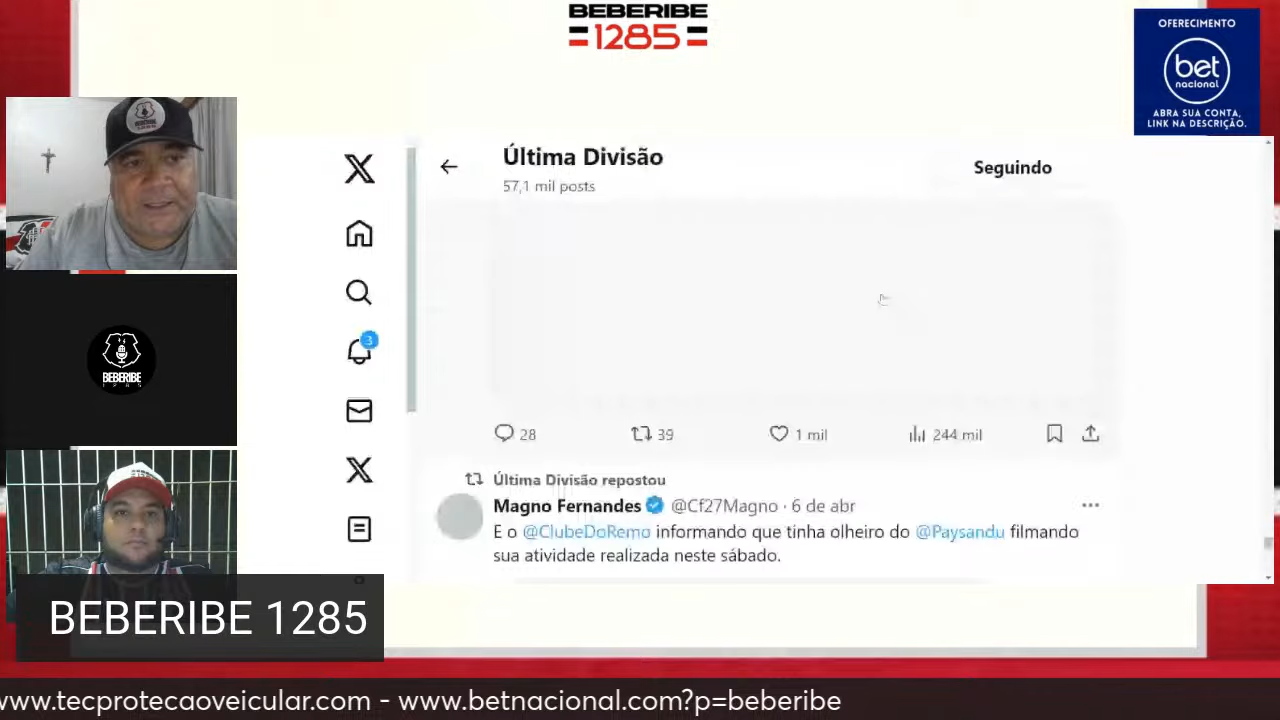 BEBERIBE
1285
OFERECIMENTO
bet
nacional
ABRA SUA CONTA,
LINK NA DESCRIÇÃO.
Última Divisão
57,1 mil posts
Seguindo
3
28
39
1 mil
244 mil
Última Divisão repostou
Magno Fernandes @Cf27Magno · 6 de abr
E o @ClubeDoRemo informando que tinha olheiro do @Paysandu filmando
sua atividade realizada neste sábado.
BEBERIBE
1285
BEBERIBE 1285
www.tecprotecaoveicular.com - www.betnacional.com?p=beberibe